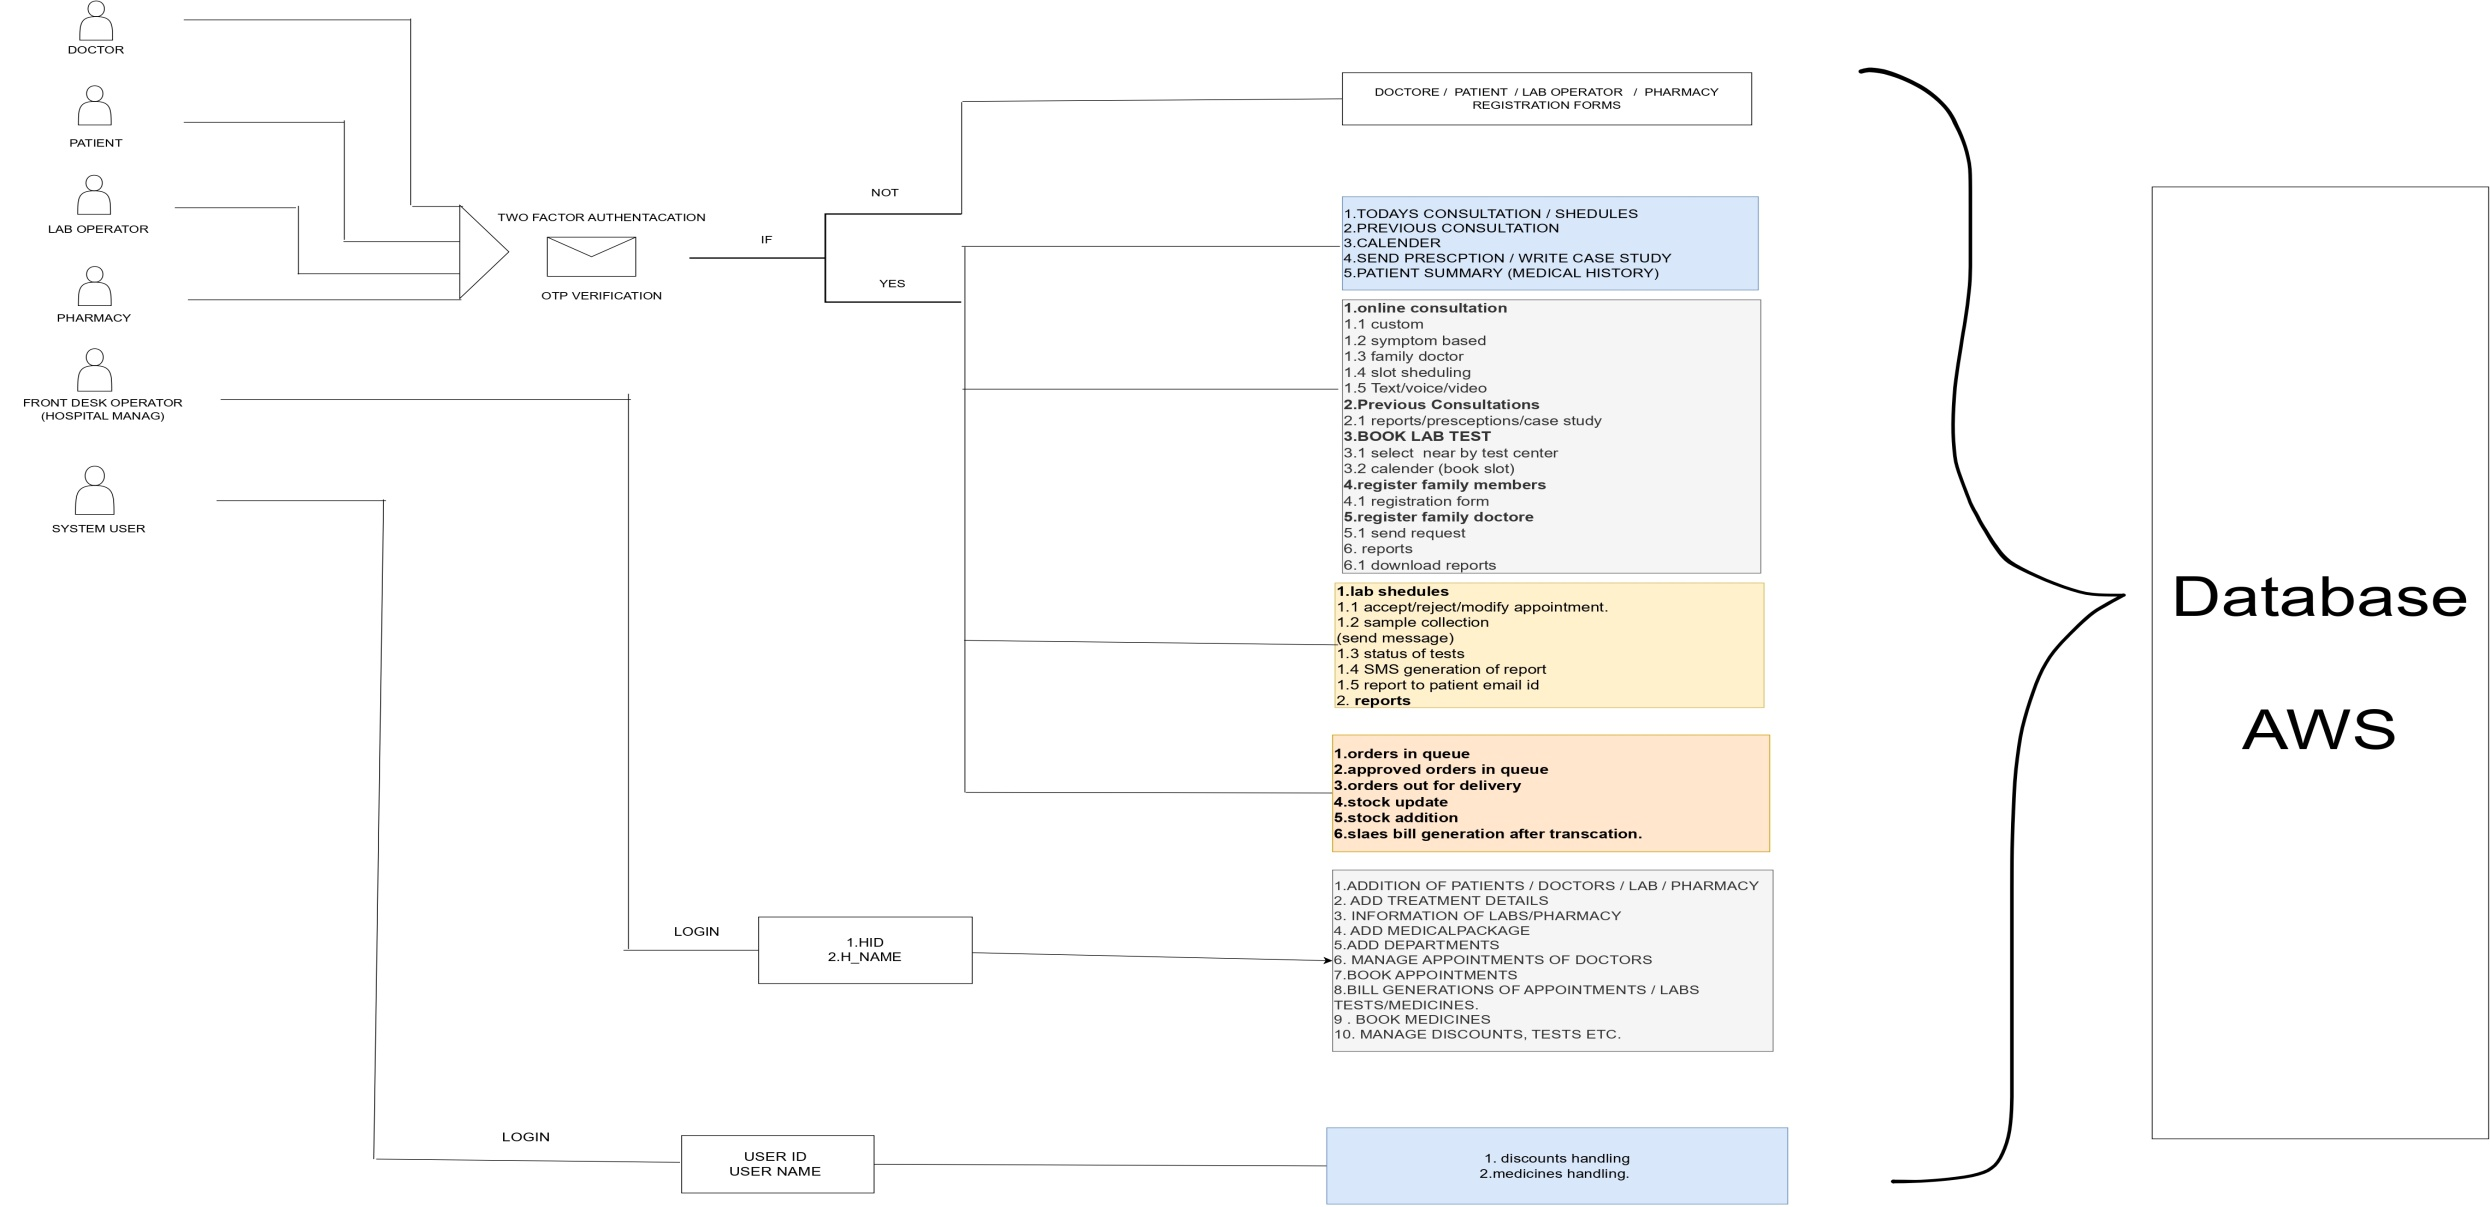 DOCTOR
PATIENT
LAB OPERATOR
PHARMACY
FRONT DESK OPERATOR
(HOSPITAL MANAG)
SYSTEM USER
TWO FACTOR AUTHENTACATION
OTP VERIFICATION
IF
NOT
YES
DOCTORE / PATIENT / LAB OPERATOR / PHARMACY
REGISTRATION FORMS
1.TODAYS CONSULTATION / SHEDULES
2.PREVIOUS CONSULTATION
3.CALENDER
4.SEND PRESCPTION / WRITE CASE STUDY
5.PATIENT SUMMARY (MEDICAL HISTORY)
1.online consultation
1.1 custom
1.2 symptom based
1.3 family doctor
1.4 slot sheduling
1.5 Text/voice/video
2.Previous Consultations
2.1 reports/presceptions/case study
3.BOOK LAB TEST
3.1 select near by test center
3.2 calender (book slot)
4.register family members
4.1 registration form
5.register family doctore
5.1 send request
6. reports
6.1 download reports
1.lab shedules
1.1 accept/reject/modify appointment.
1.2 sample collection
(send message)
1.3 status of tests
1.4 SMS generation of report
1.5 report to patient email id
2. reports
1.orders in queue
2.approved orders in queue
3.orders out for delivery
4.stock update
5.stock addition
6.slaes bill generation after transcation.
LOGIN
1.HID
2.H_NAME
1.ADDITION OF PATIENTS / DOCTORS / LAB / PHARMACY
2. ADD TREATMENT DETAILS
3. INFORMATION OF LABS/PHARMACY
4. ADD MEDICALPACKAGE
5.ADD DEPARTMENTS
6. MANAGE APPOINTMENTS OF DOCTORS
7.BOOK APPOINTMENTS
8.BILL GENERATIONS OF APPOINTMENTS / LABS
TESTS/MEDICINES.
9 . BOOK MEDICINES
10. MANAGE DISCOUNTS, TESTS ETC.
LOGIN
USER ID
USER NAME
1. discounts handling
2.medicines handling.
Database
AWS